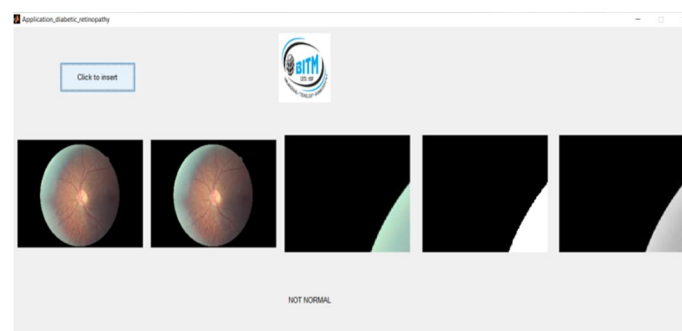 Application_diabetic_retinopathy
Click to insert
BITM
NOT NORMAL